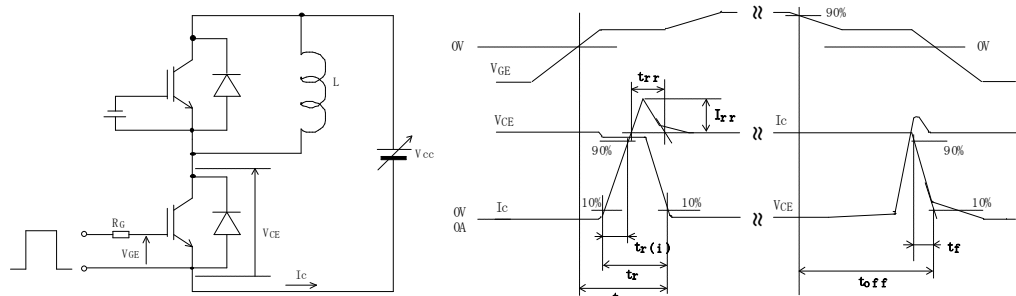 L
Vcc
RG
VGE
VCE
Ic
90%
0V
0V
VGE
trr
Irr
VCE
Ic
90%
90%
10%
10%
10%
0V
0A
Ic
VCE
tr(i)
tr
tf
toff